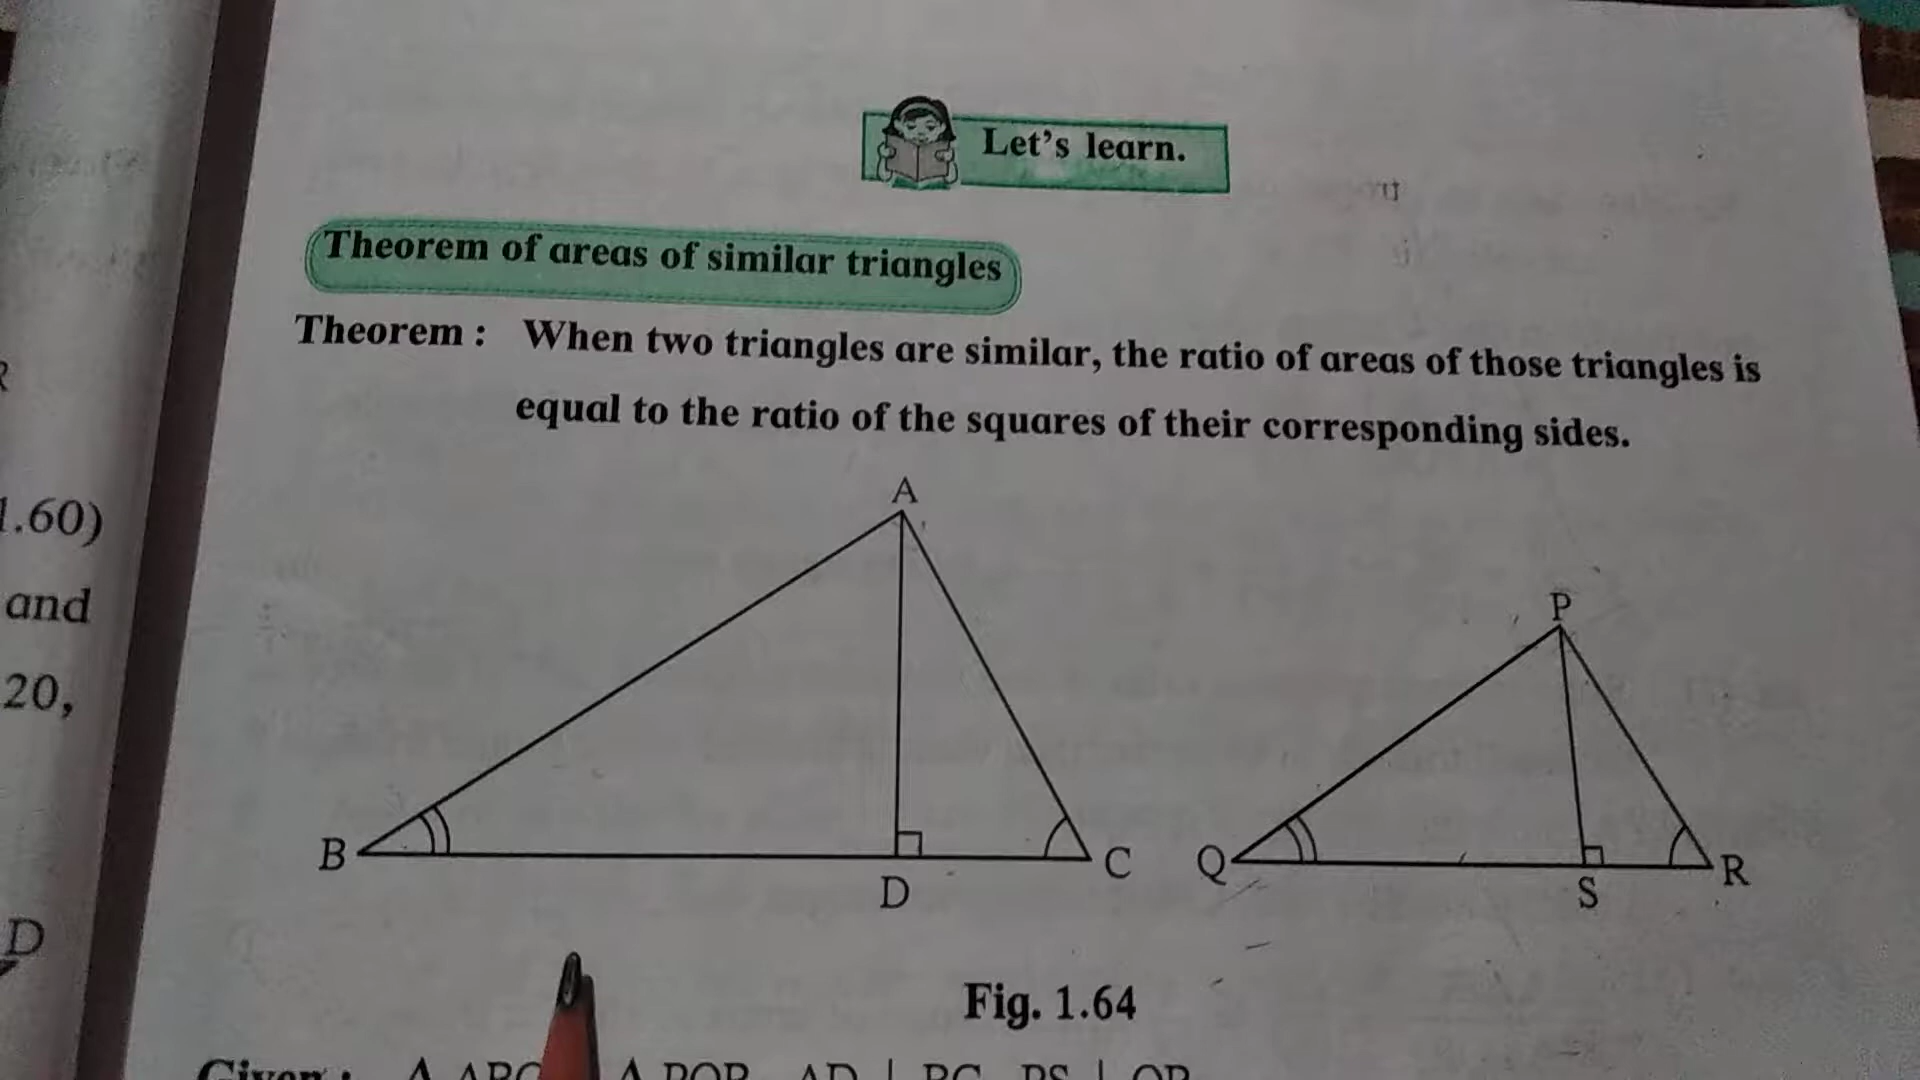 Let's learn.
Theorem of areas of similar triangles
Theorem : When two triangles are similar, the ratio of areas of those triangles is
equal to the ratio of the squares of their corresponding sides.
A
P
B
D
C
Q
S
R
Fig. 1.64
1.60)
and
20,
D
Given :